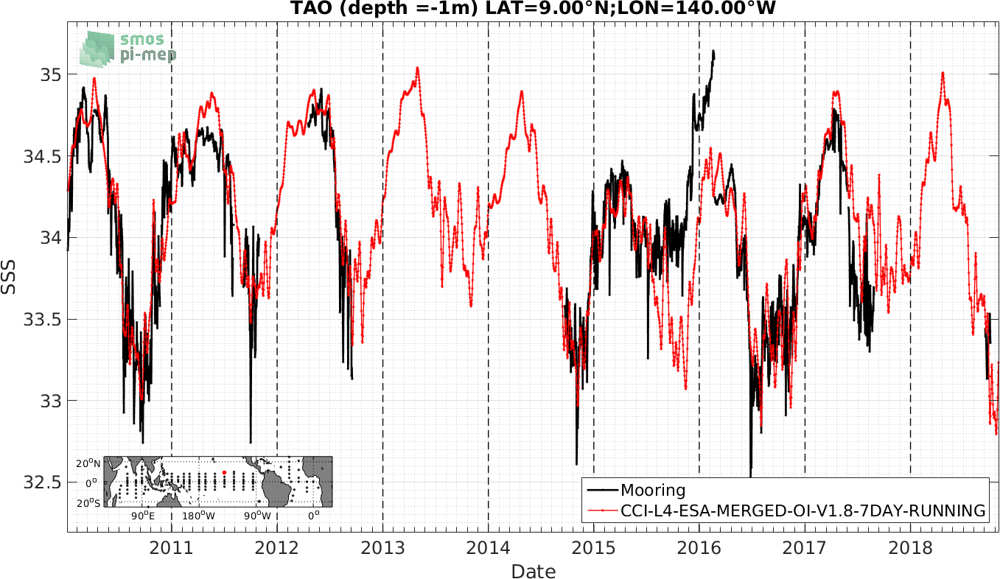 TAO (depth =-1m) LAT=9.00°N;LON=140.00°W
smos
pi-mep
35
34.5
34
33.5
33
32.5
SSS
20°N
0°
20°S
90°E 180°W 90°W 0°
Mooring
CCI-L4-ESA-MERGED-OI-V1.8-7DAY-RUNNING
2011 2012 2013 2014 2015 2016 2017 2018
Date